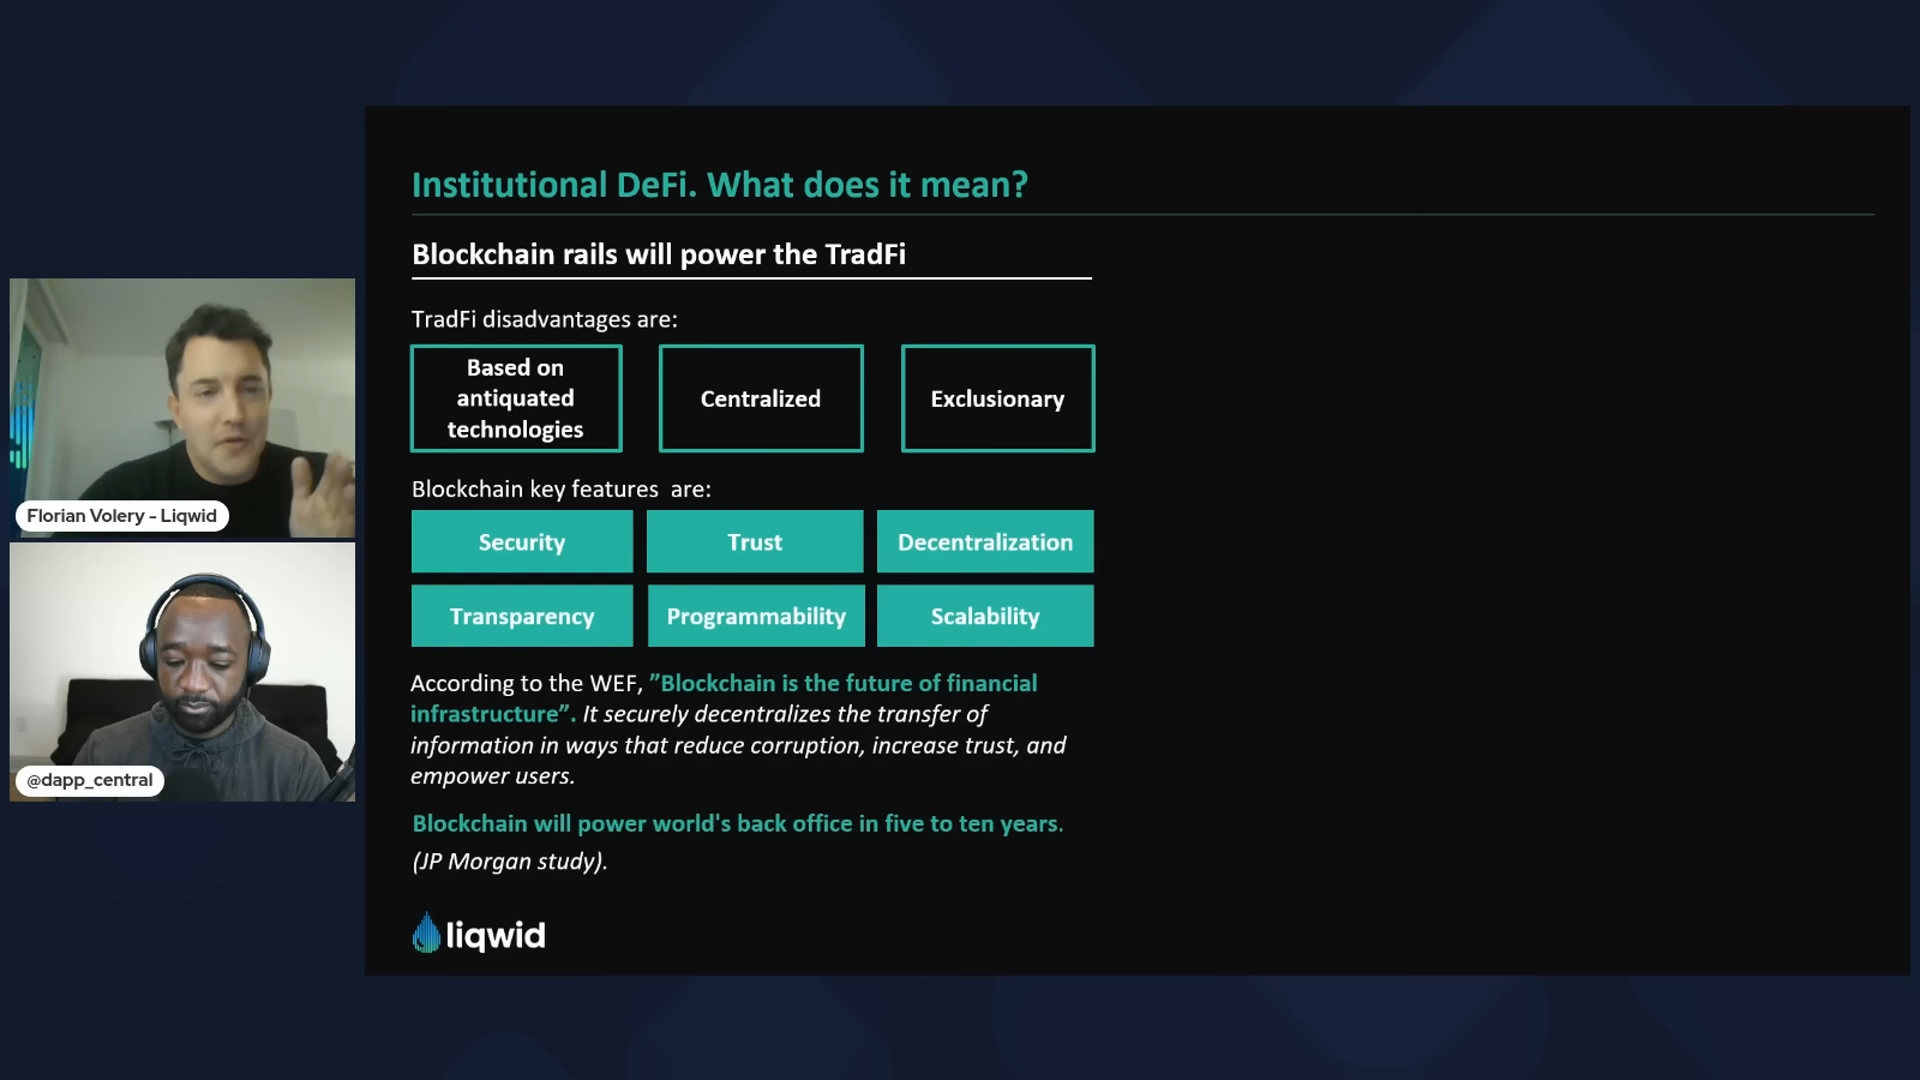 Institutional DeFi. What does it mean?
Blockchain rails will power the TradFi
TradFi disadvantages are:
Based on
antiquated
technologies
Centralized
Exclusionary
Blockchain key features  are:
Security
Trust
Decentralization
Transparency
Programmability
Scalability
According to the WEF, ”Blockchain is the future of financial
infrastructure”. It securely decentralizes the transfer of
information in ways that reduce corruption, increase trust, and
empower users.
Blockchain will power world's back office in five to ten years.
(JP Morgan study).
liqwid
Florian Volery - Liqwid
@dapp_central